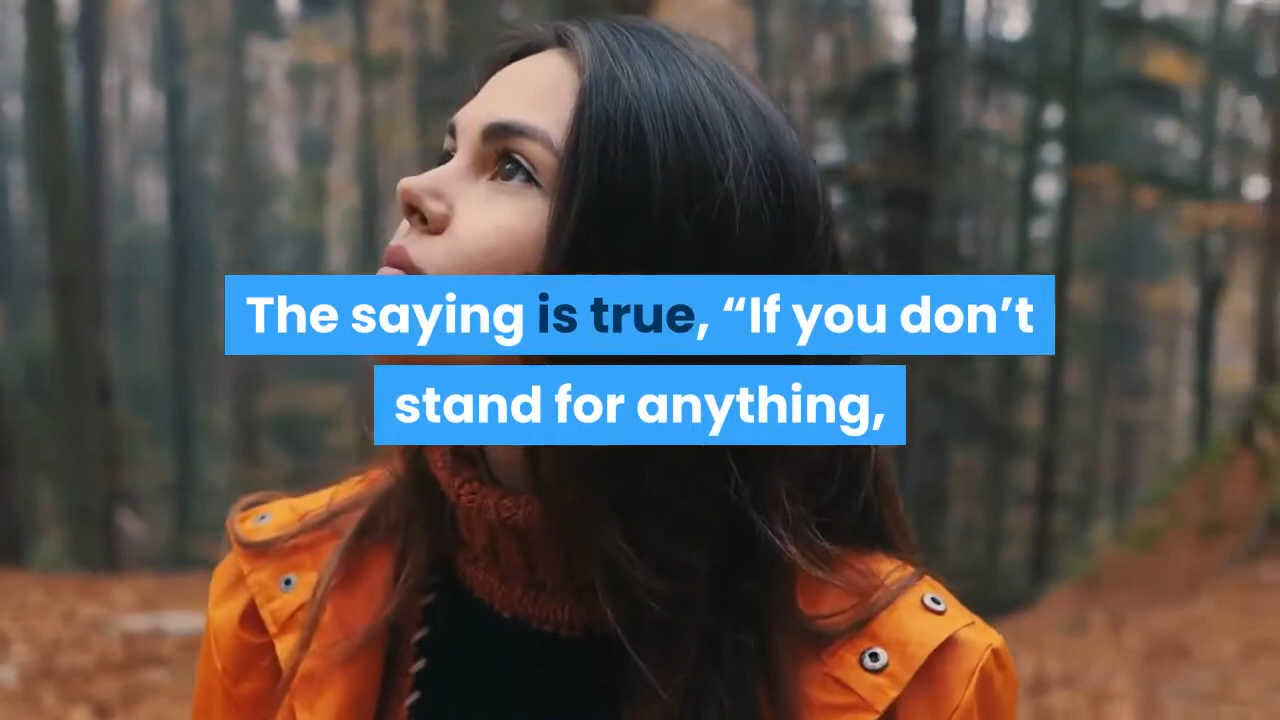 The saying is true, “If you don’t
stand for anything,